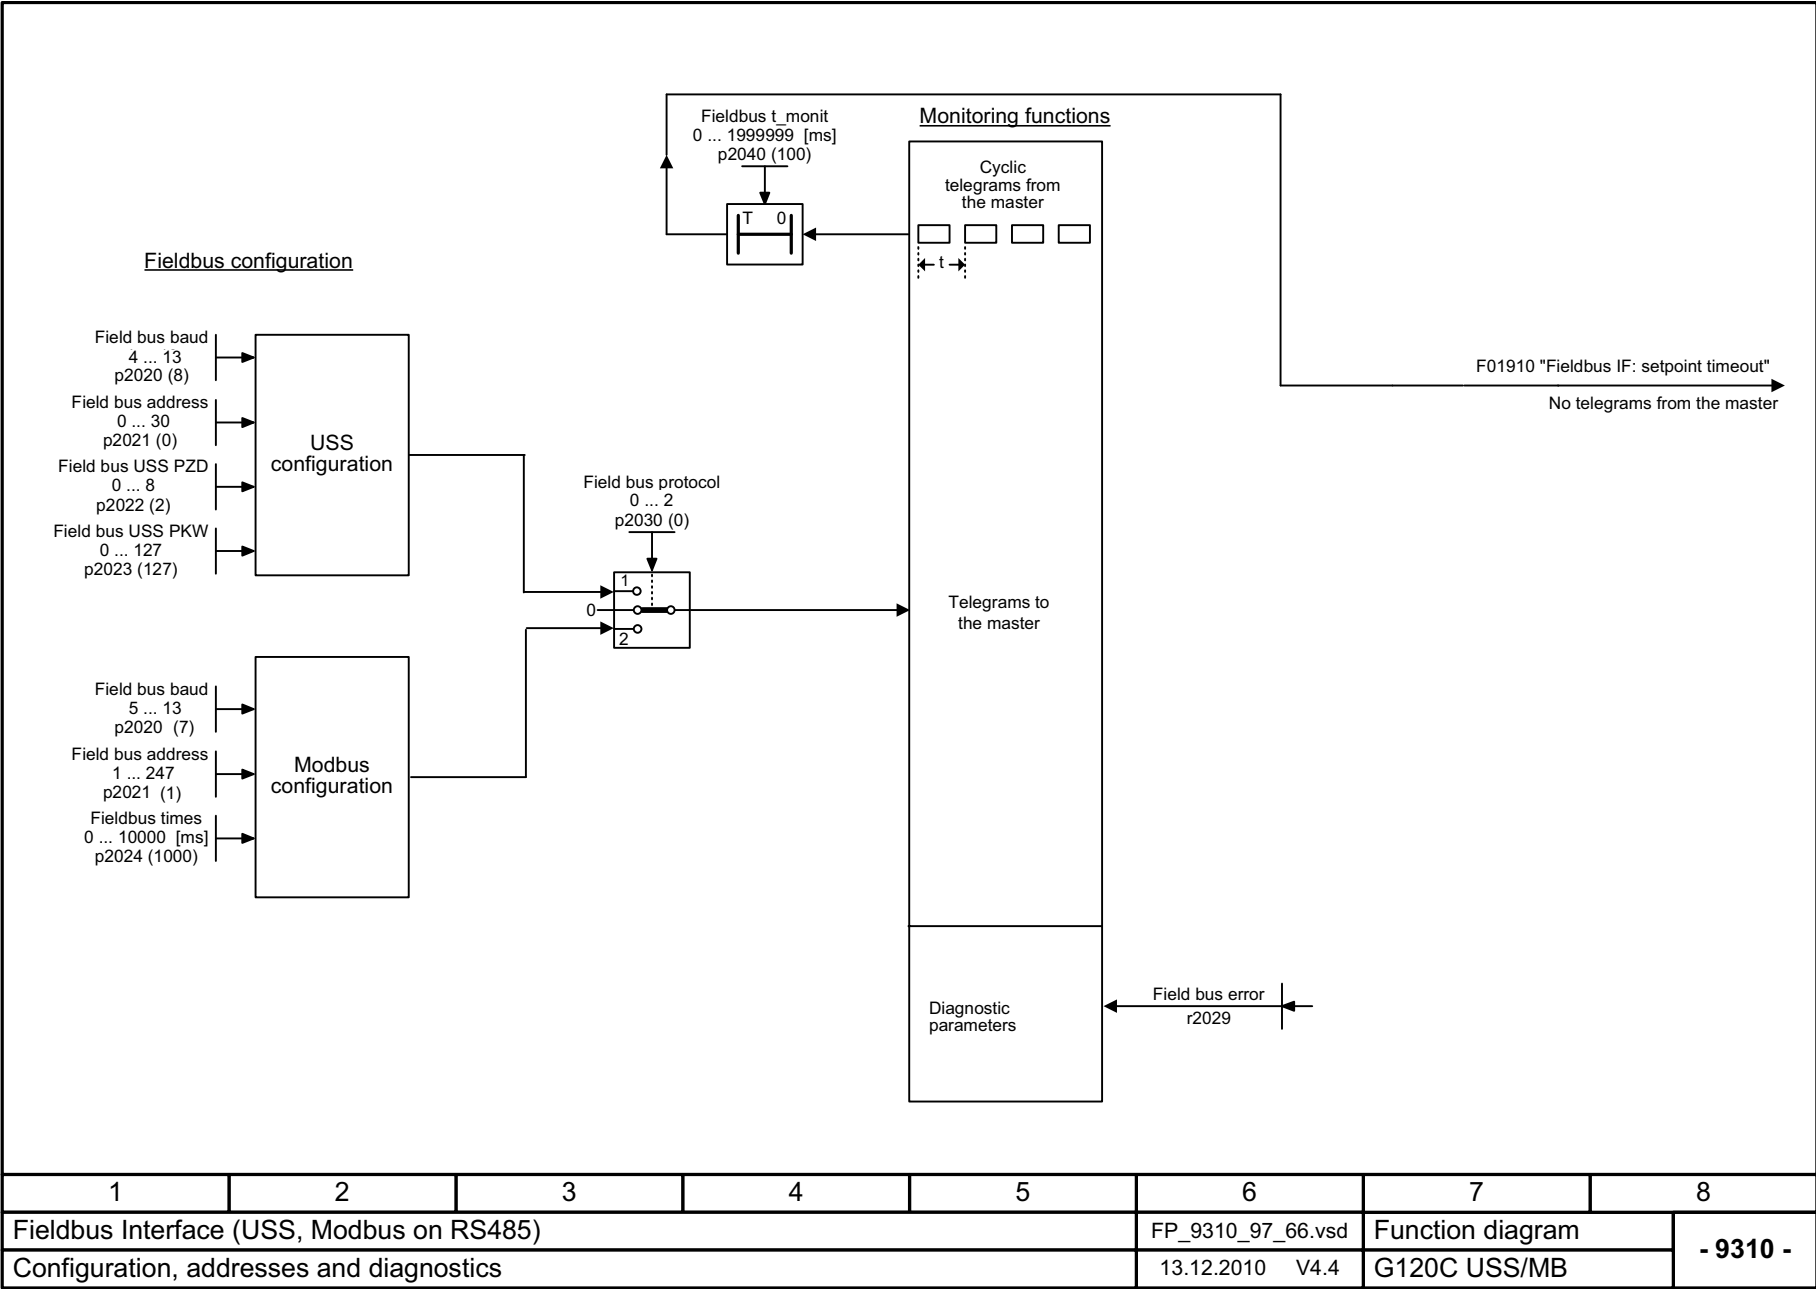 Fieldbus t_monit
0 ... 1999999 [ms]
p2040 (100)
T 0
Monitoring functions
Cyclic
telegrams from
the master
t
Fieldbus configuration
Field bus baud
4 ... 13
p2020 (8)
Field bus address
0 ... 30
p2021 (0)
Field bus USS PZD
0 ... 8
p2022 (2)
Field bus USS PKW
0 ... 127
p2023 (127)
USS
configuration
F01910 "Fieldbus IF: setpoint timeout"
No telegrams from the master
Field bus protocol
0 ... 2
p2030 (0)
1
0
2
Telegrams to
the master
Field bus baud
5 ... 13
p2020 (7)
Field bus address
1 ... 247
p2021 (1)
Fieldbus times
0 ... 10000 [ms]
p2024 (1000)
Modbus
configuration
Diagnostic
parameters
Field bus error
r2029
1 2 3 4 5 6 7 8
Fieldbus Interface (USS, Modbus on RS485)
FP_9310_97_66.vsd
Function diagram
- 9310 -
Configuration, addresses and diagnostics
13.12.2010 V4.4
G120C USS/MB